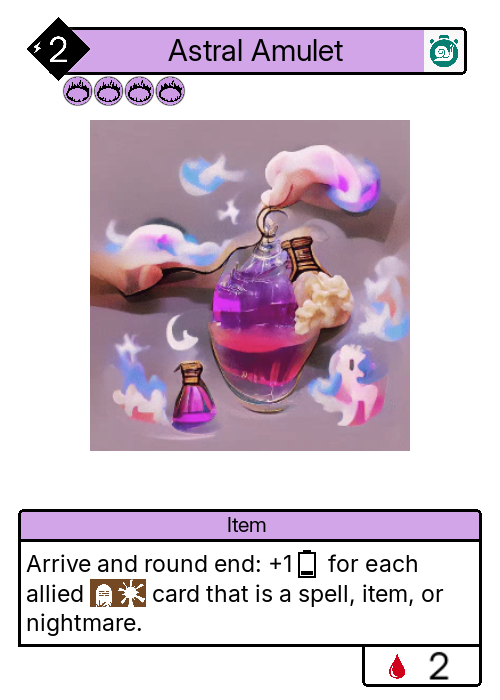 2 Astral Amulet
Item
Arrive and round end: +1 for each
allied card that is a spell, item, or
nightmare.
2